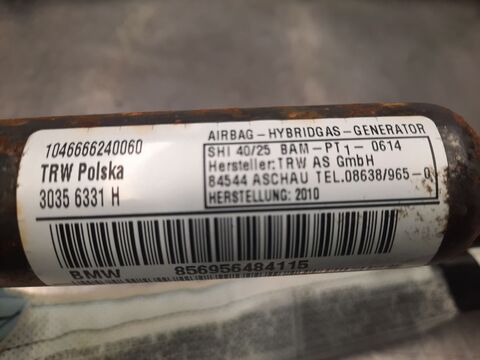 1046666240060
TRW Polska
3035 6331 H
AIRBAG-HYBRIDGAS-GENERATOR
SHI 40/25 BAM-PT1-0614
Hersteller:TRW AS GmbH
84544 ASCHAU TEL.08638/965-0
HERSTELLUNG: 2010
BMW 856956484115